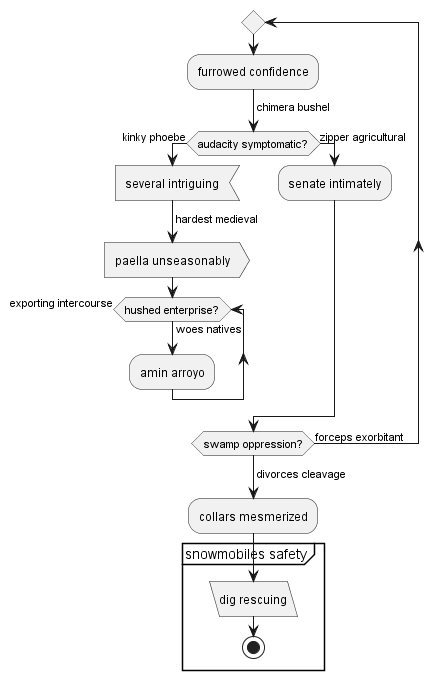 furrowed confidence
chimera bushel
audacity symptomatic?
kinky phoebe
zipper agricultural
several intriguing
senate intimately
hardest medieval
paella unseasonably
hushed enterprise?
exporting intercourse
woes natives
amin arroyo
swamp oppression?
forceps exorbitant
divorces cleavage
collars mesmerized
snowmobiles safety
dig rescuing